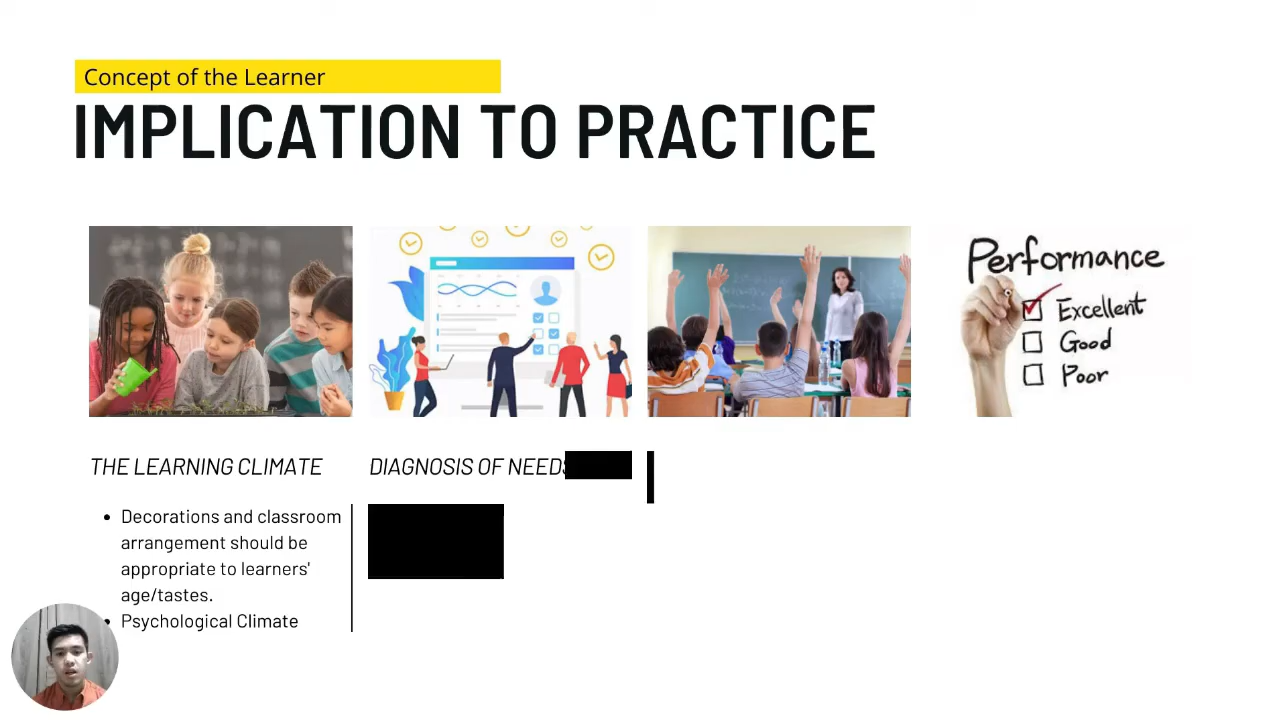 Concept of the Learner
IMPLICATION TO PRACTICE
Performance
Excellent
Good
Poor
THE LEARNING CLIMATE
DIAGNOSIS OF NEEDS
• Decorations and classroom
arrangement should be
appropriate to learners'
age/tastes.
• Psychological Climate